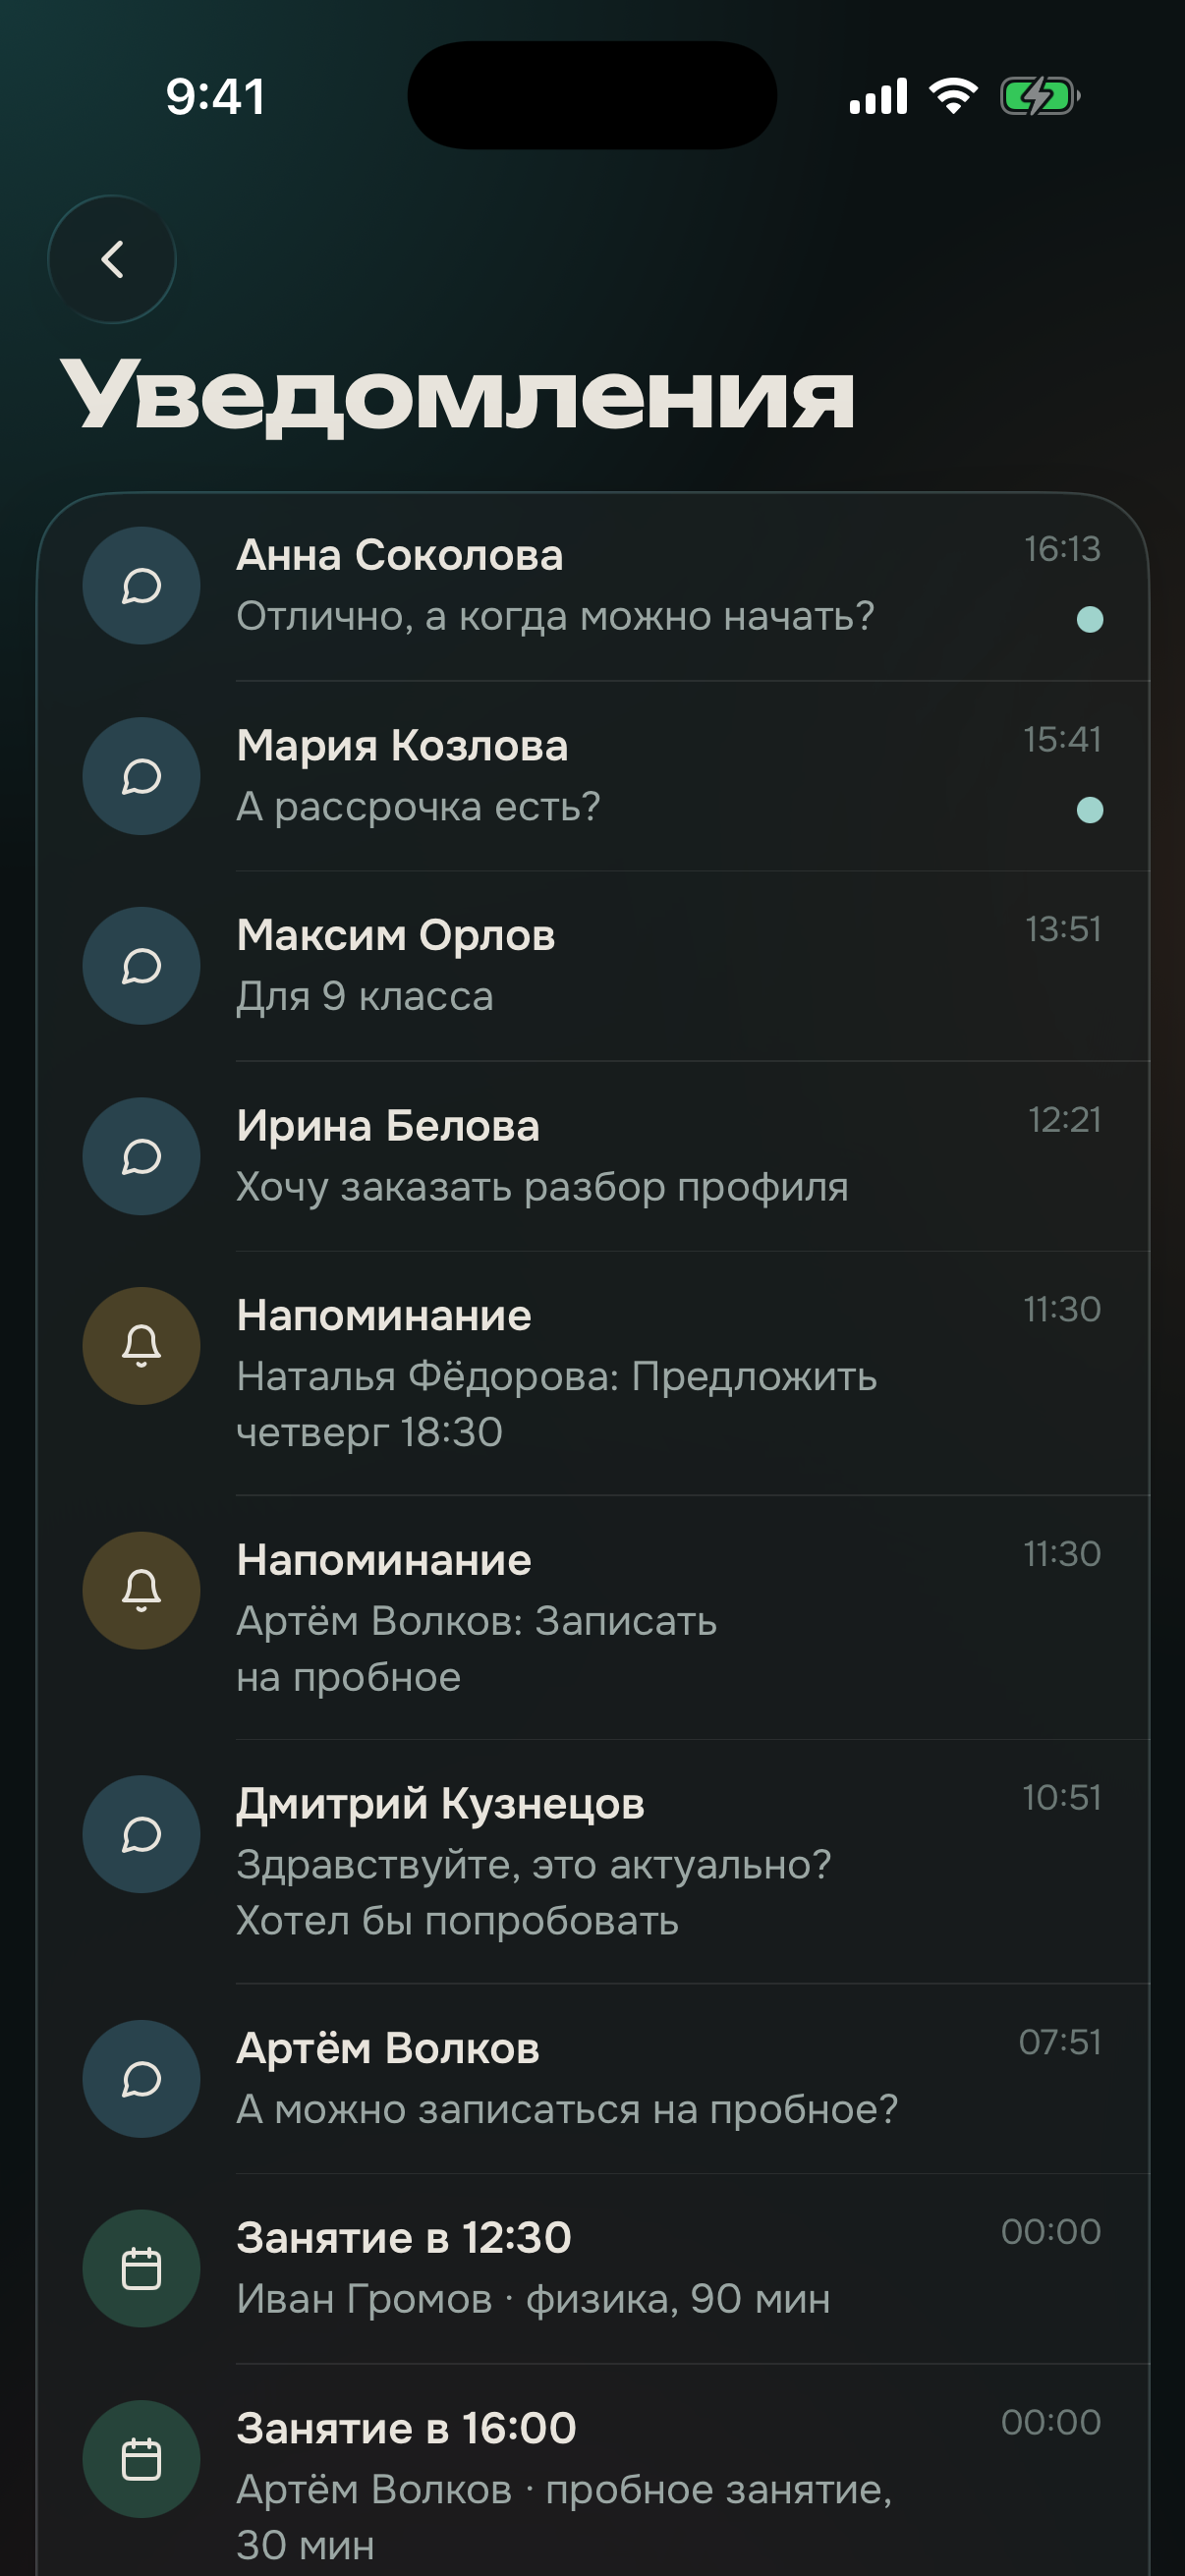 9:41
Уведомления
Анна Соколова 16:13
Отлично, а когда можно начать?
Мария Козлова 15:41
А рассрочка есть?
Максим Орлов 13:51
Для 9 класса
Ирина Белова 12:21
Хочу заказать разбор профиля
Напоминание 11:30
Наталья Фёдорова: Предложить
четверг 18:30
Напоминание 11:30
Артём Волков: Записать
на пробное
Дмитрий Кузнецов 10:51
Здравствуйте, это актуально?
Хотел бы попробовать
Артём Волков 07:51
А можно записаться на пробное?
Занятие в 12:30 00:00
Иван Громов · физика, 90 мин
Занятие в 16:00 00:00
Артём Волков · пробное занятие,
30 мин